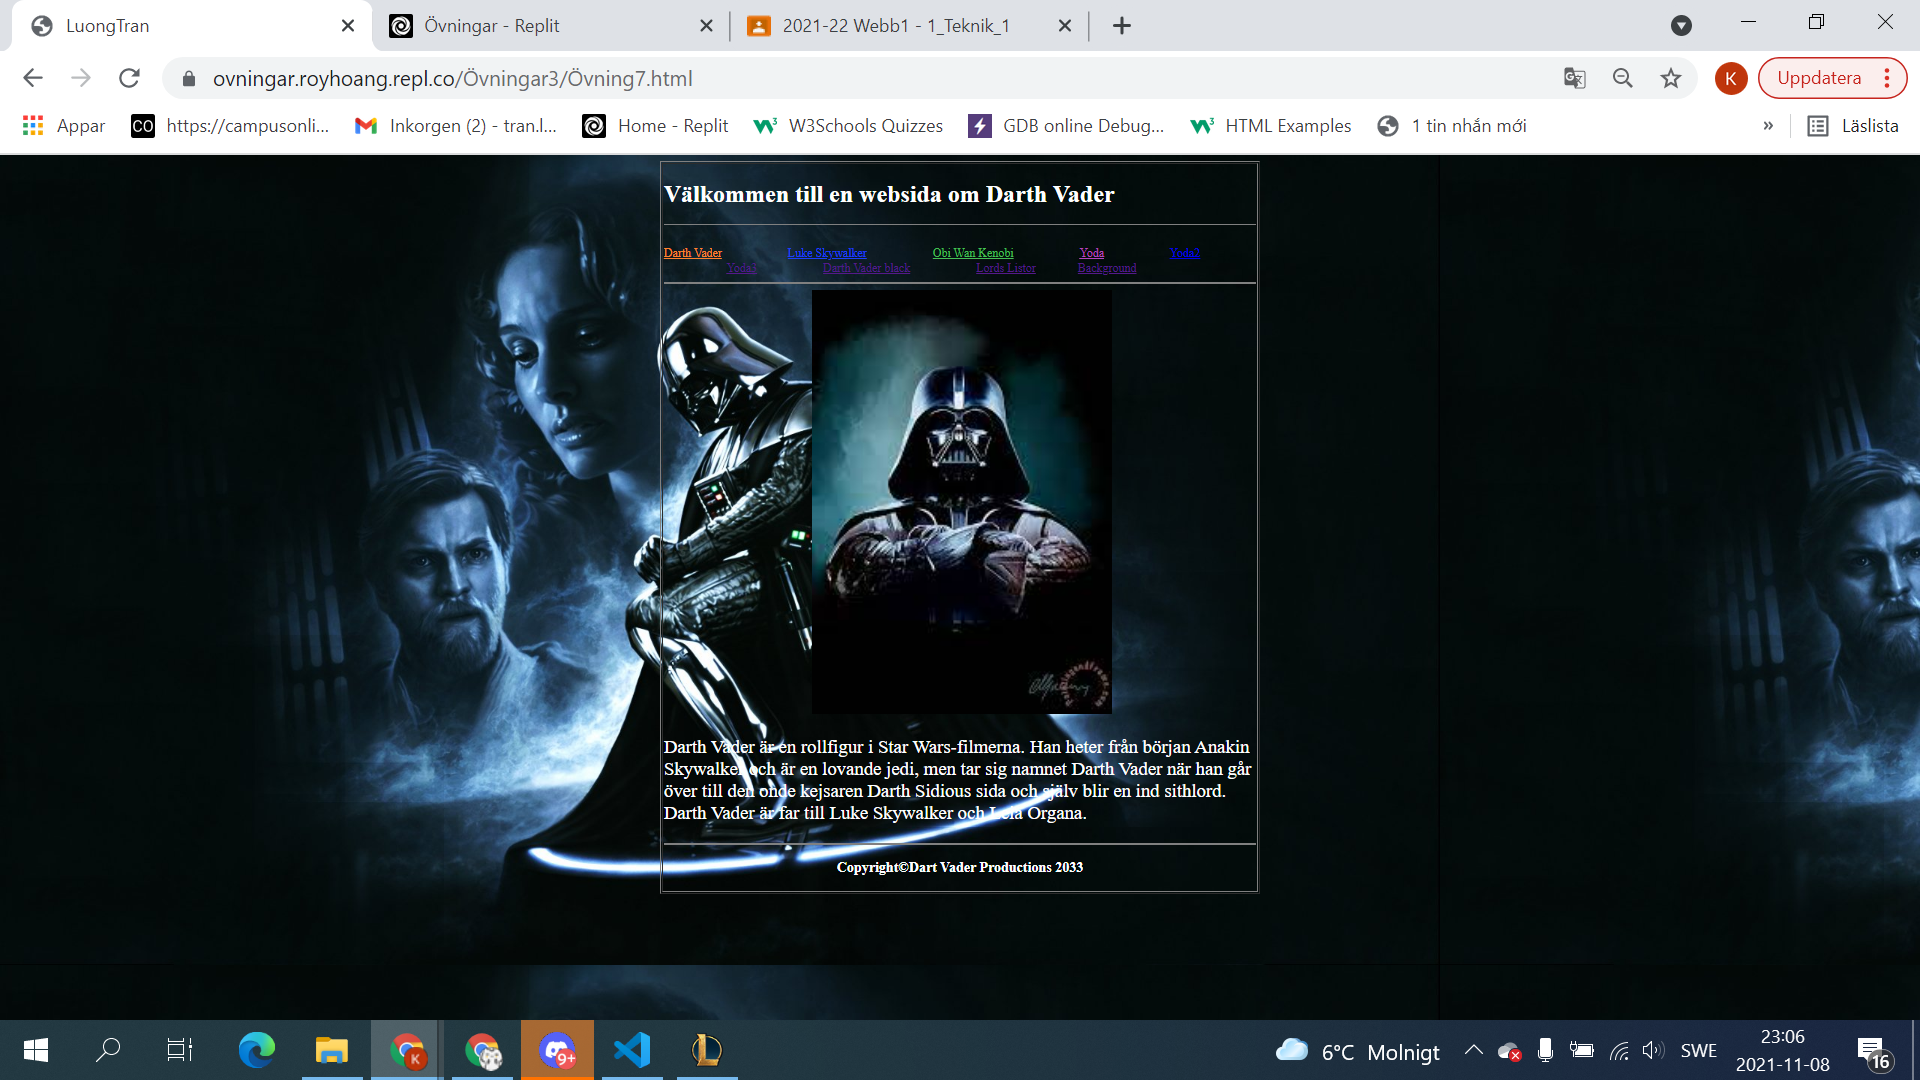 LuongTran
Övningar - Replit
2021-22 Webb1 - 1_Teknik_1
ovningar.royhoang.repl.co/Övningar3/Övning7.html
K
Uppdatera
Appar
CO
https://campusonli...
Inkorgen (2) - tran.l...
Home - Replit
W3Schools Quizzes
GDB online Debug...
HTML Examples
1 tin nhắn mới
»
Läslista
Välkommen till en websida om Darth Vader
Darth Vader Luke Skywalker Obi Wan Kenobi Yoda Yoda2
Yoda3 Darth Vader black Lords Listor Background
Darth Vader är en rollfigur i Star Wars-filmerna. Han heter från början Anakin
Skywalker och är en lovande jedi, men tar sig namnet Darth Vader när han går
över till den onde kejsaren Darth Sidious sida och själv blir en ind sithlord.
Darth Vader är far till Luke Skywalker och Leia Organa.
Copyright©Dart Vader Productions 2033
K
9+
6°C Molnigt
SWE
23:06
2021-11-08
16